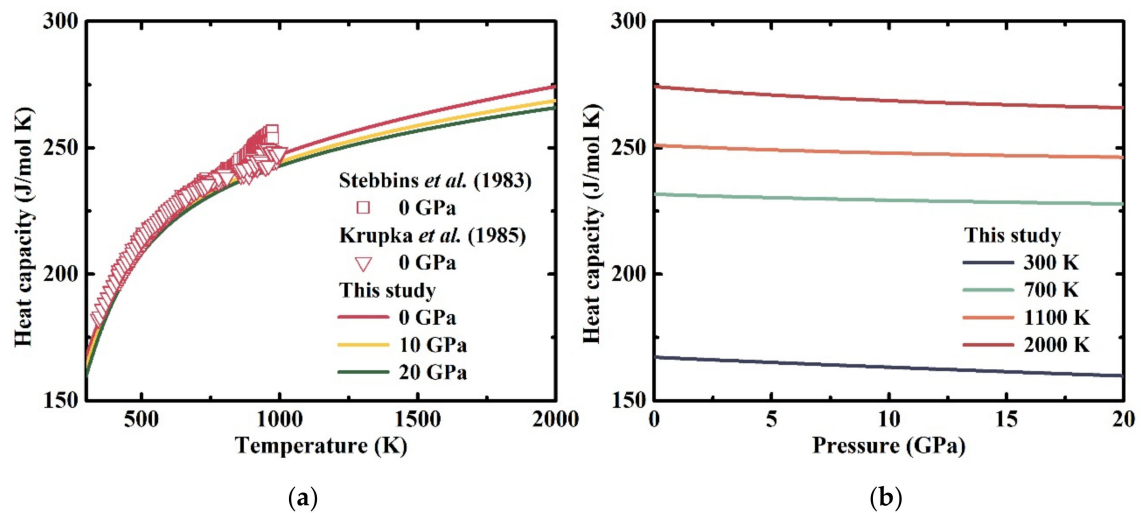 300
250
200
150
Heat capacity (J/mol K)
500
1000
1500
2000
Temperature (K)
Stebbins et al. (1983)
0 GPa
Krupka et al. (1985)
0 GPa
This study
0 GPa
10 GPa
20 GPa
(a)
300
250
200
150
Heat capacity (J/mol K)
0
5
10
15
20
Pressure (GPa)
This study
300 K
700 K
1100 K
2000 K
(b)